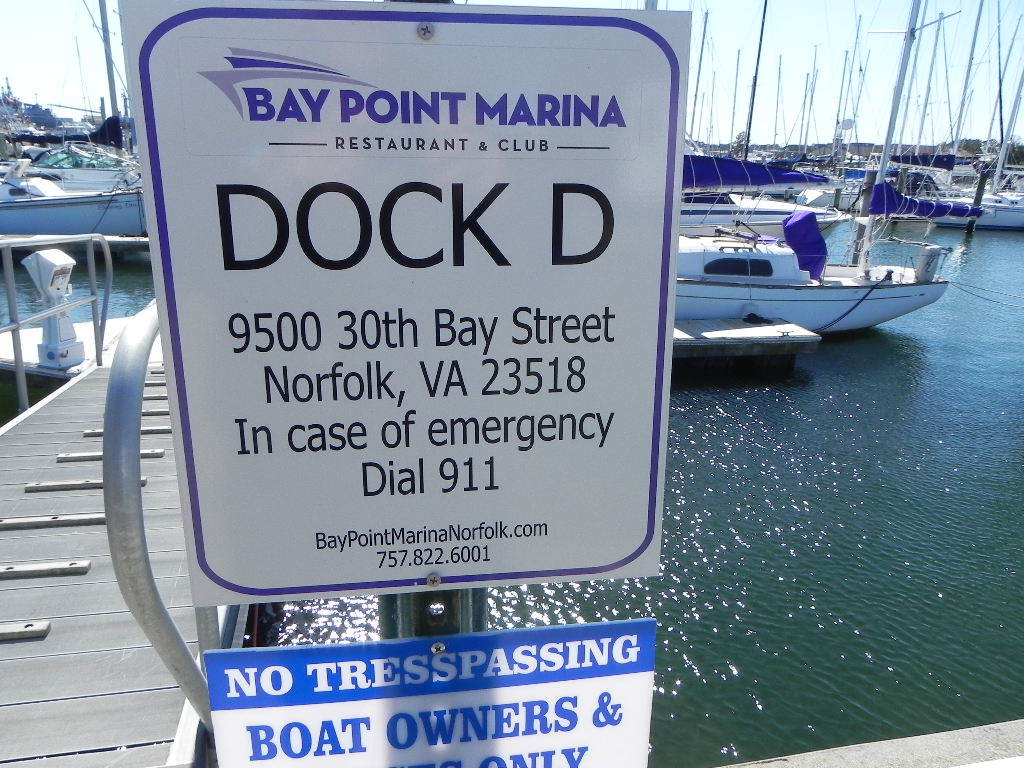 BAY POINT MARINA
RESTAURANT & CLUB
DOCK D
9500 30th Bay Street
Norfolk, VA 23518
In case of emergency
Dial 911
BayPointMarinaNorfolk.com
757.822.6001
NO TRESSPASSING
BOAT OWNERS &
ONLY